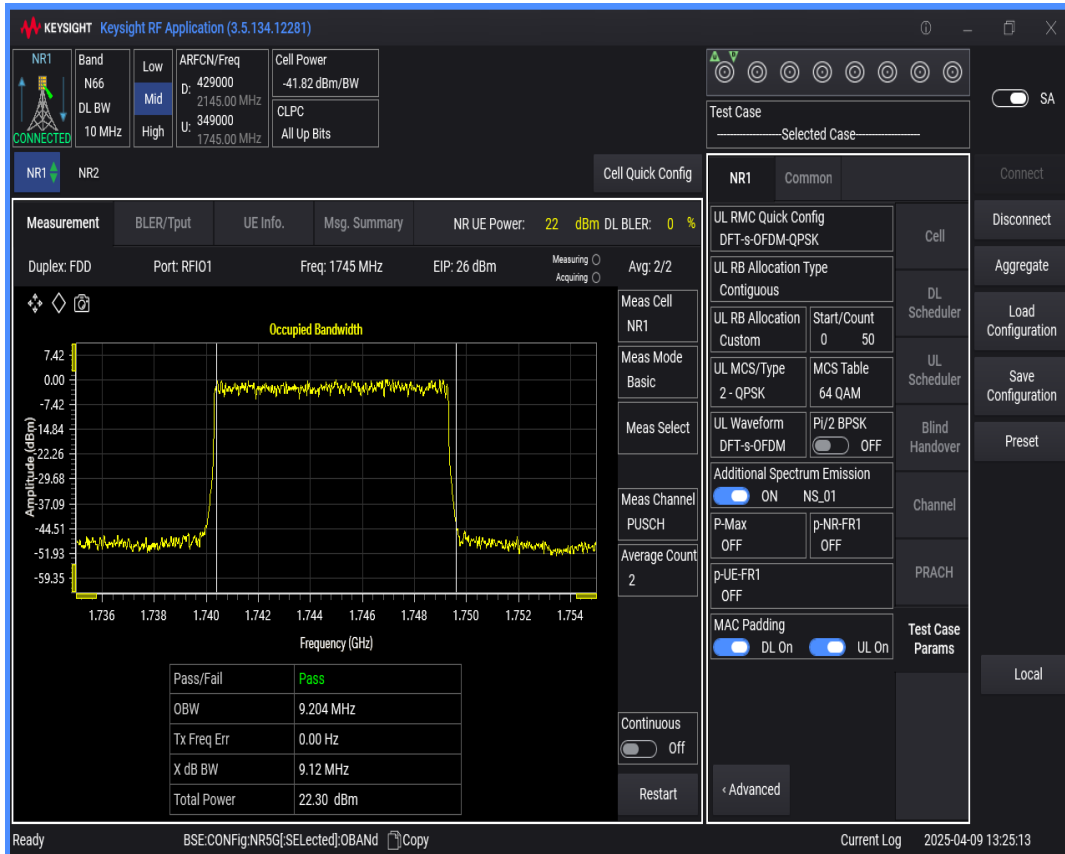 KEYSIGHT Keysight RF Application (3.5.134.12281)
NR1
CONNECTED
Band
N66
DL BW
10 MHz
Low
Mid
High
ARFCN/Freq
D: 429000
2145.00 MHz
U: 349000
1745.00 MHz
Cell Power
-41.82 dBm/BW
CLPC
All Up Bits
Test Case
-------------------Selected Case-------------------
SA
NR1 NR2
Cell Quick Config
NR1 Common
Connect
Disconnect
Aggregate
Load Configuration
Save Configuration
Preset
Local
Measurement BLER/Tput UE Info. Msg. Summary NR UE Power: 22 dBm DL BLER: 0 %
Duplex: FDD Port: RFIO1 Freq: 1745 MHz EIP: 26 dBm Measuring Acquiring Avg: 2/2
Occupied Bandwidth
Amplitude (dBm)
7.42
0.00
-7.42
-14.84
-22.26
-29.68
-37.09
-44.51
-51.93
-59.35
1.736 1.738 1.740 1.742 1.744 1.746 1.748 1.750 1.752 1.754
Frequency (GHz)
Pass/Fail Pass
OBW 9.204 MHz
Tx Freq Err 0.00 Hz
X dB BW 9.12 MHz
Total Power 22.30 dBm
Meas Cell
NR1
Meas Mode
Basic
Meas Select
Meas Channel
PUSCH
Average Count
2
Continuous
Off
Restart
UL RMC Quick Config
DFT-s-OFDM-QPSK
UL RB Allocation Type
Contiguous
UL RB Allocation
Custom
Start/Count
0 50
UL MCS/Type
2 - QPSK
MCS Table
64 QAM
UL Waveform
DFT-s-OFDM
Pi/2 BPSK
OFF
Additional Spectrum Emission
ON NS_01
P-Max
OFF
p-NR-FR1
OFF
p-UE-FR1
OFF
MAC Padding
DL On UL On
‹ Advanced
Cell
DL Scheduler
UL Scheduler
Blind Handover
Channel
PRACH
Test Case Params
Ready BSE:CONFig:NR5G[:SELected]:OBANd Copy Current Log 2025-04-09 13:25:13